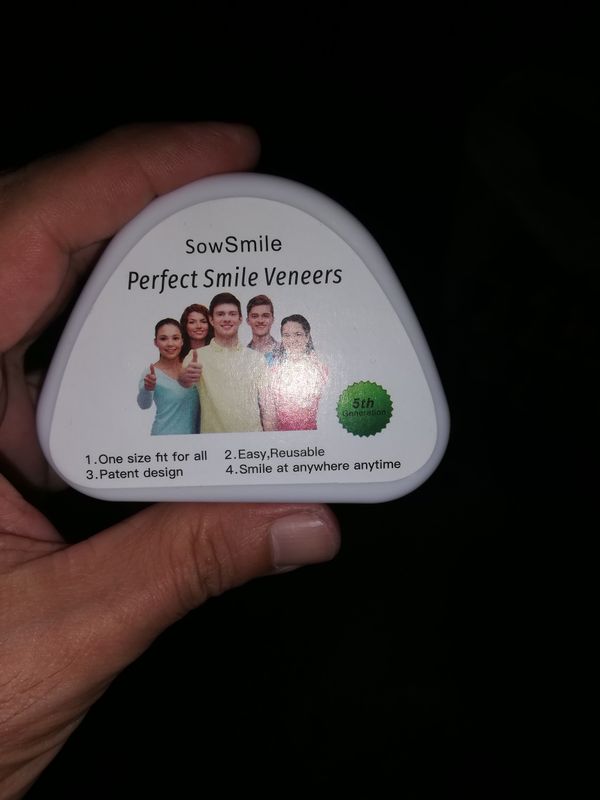 SowSmile
Perfect Smile Veneers
5th
Generation
1.One size fit for all 2.Easy,Reusable
3.Patent design 4.Smile at anywhere anytime